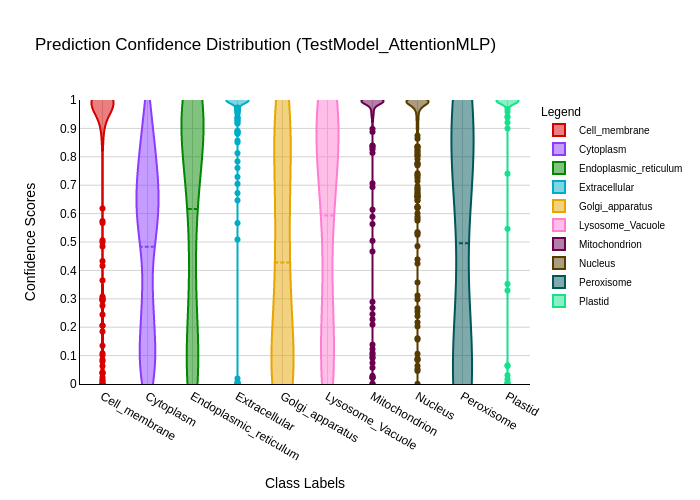 Prediction Confidence Distribution (TestModel_AttentionMLP)
Legend
Cell_membrane
Cytoplasm
Endoplasmic_reticulum
Extracellular
Golgi_apparatus
Lysosome_Vacuole
Mitochondrion
Nucleus
Peroxisome
Plastid
Confidence Scores
1
0.9
0.8
0.7
0.6
0.5
0.4
0.3
0.2
0.1
0
Cell_membrane
Cytoplasm
Endoplasmic_reticulum
Extracellular
Golgi_apparatus
Lysosome_Vacuole
Mitochondrion
Nucleus
Peroxisome
Plastid
Class Labels